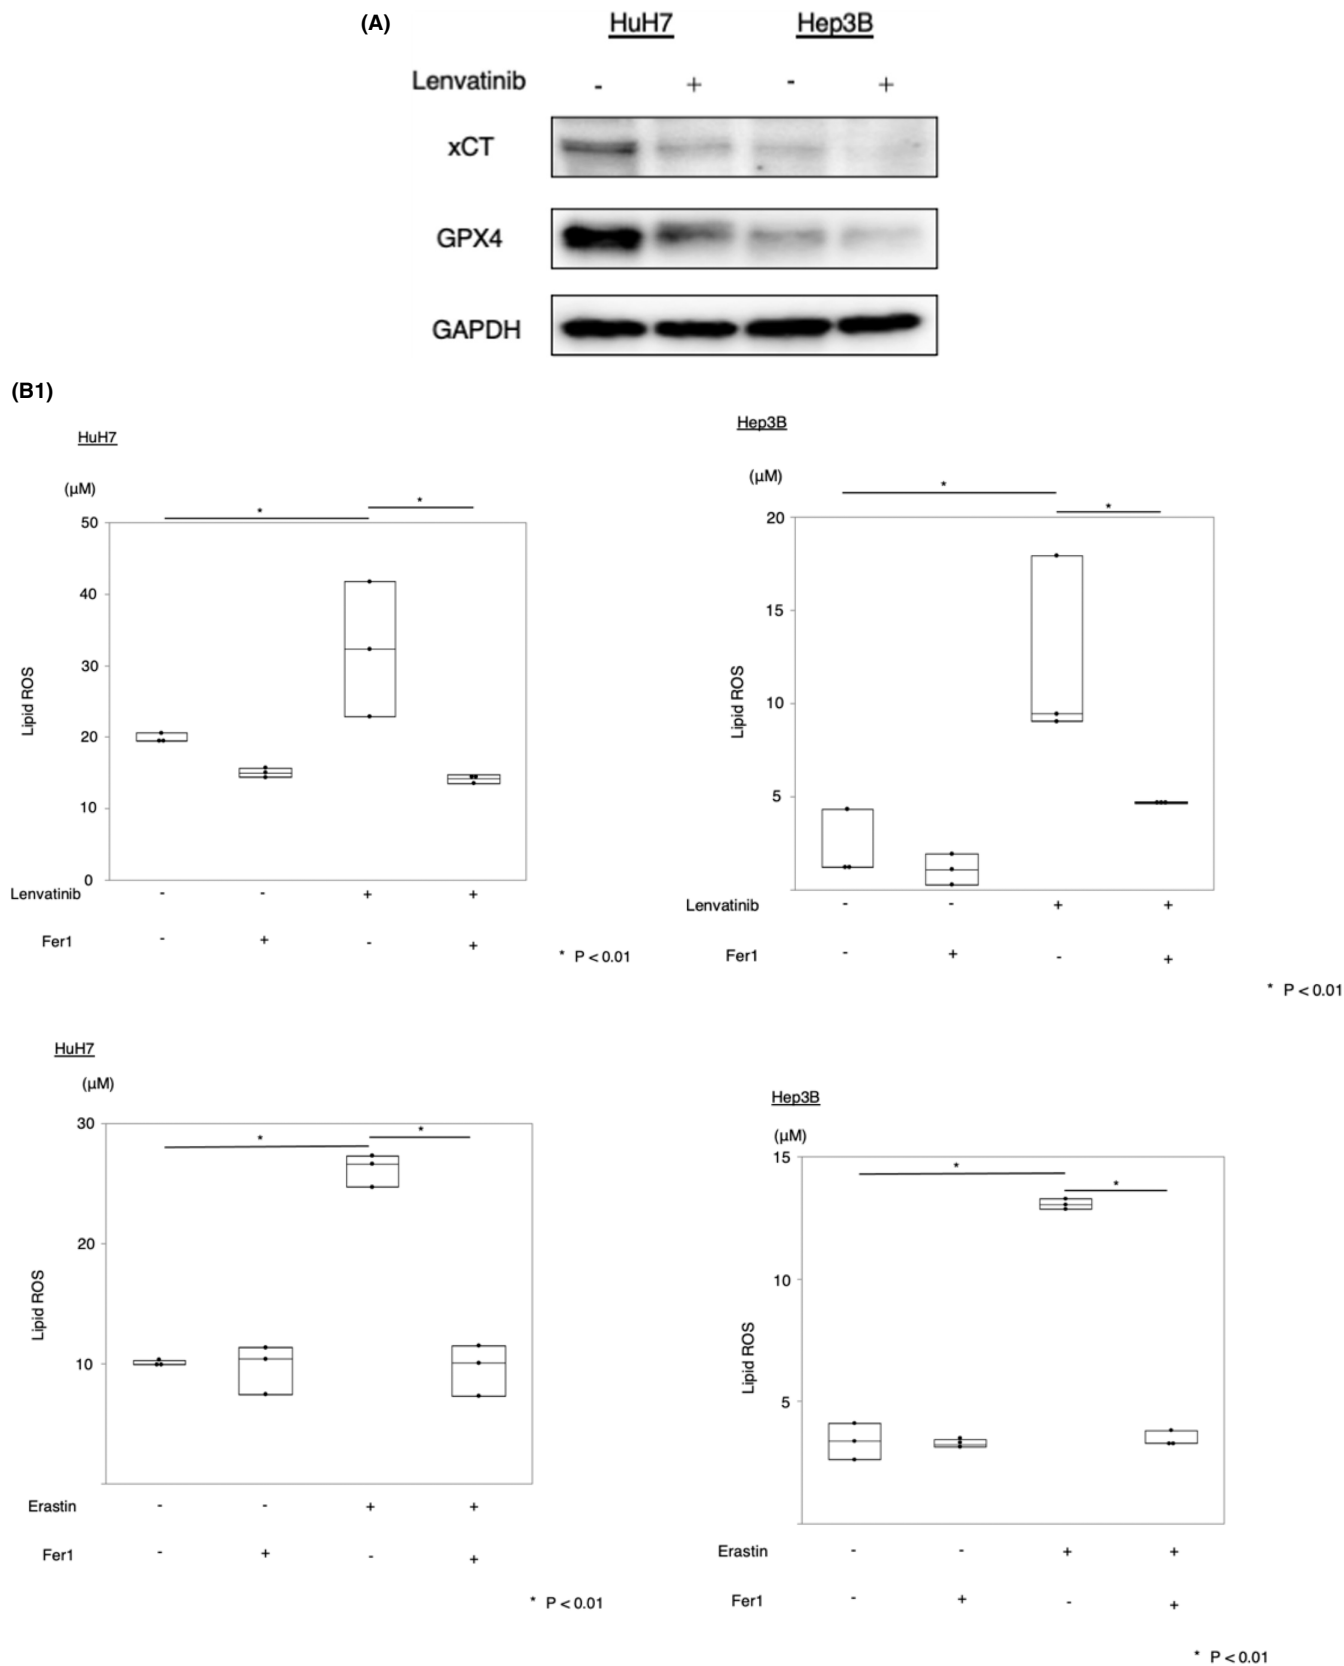 (A)
HuH7 Hep3B
Lenvatinib - + - +
xCT
GPX4
GAPDH
(B1)
HuH7
(µM)
* *
50
40
30
20
10
0
Lipid ROS
Lenvatinib - - + +
Fer1 - + - +
* P < 0.01
Hep3B
(µM)
* *
20
15
10
5
Lipid ROS
Lenvatinib - - + +
Fer1 - + - +
* P < 0.01
HuH7
(µM)
30
* *
20
10
Lipid ROS
Erastin - - + +
Fer1 - + - +
* P < 0.01
Hep3B
(µM)
15
* *
10
5
Lipid ROS
Erastin - - + +
Fer1 - + - +
* P < 0.01